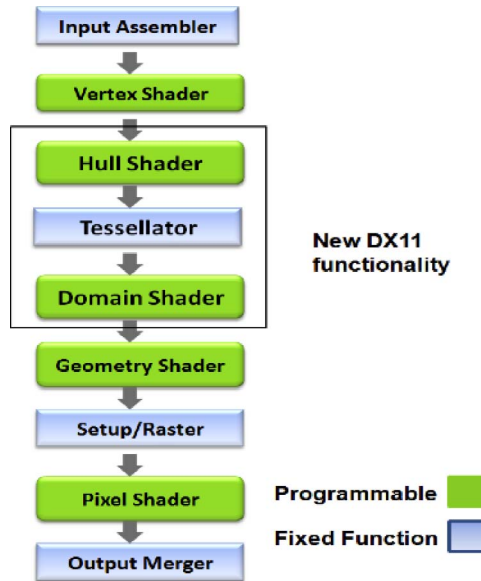 Input Assembler
Vertex Shader
Hull Shader
Tessellator
New DX11
functionality
Domain Shader
Geometry Shader
Setup/Raster
Pixel Shader
Programmable
Fixed Function
Output Merger